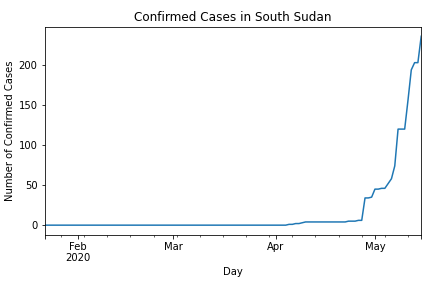 Confirmed Cases in South Sudan
Number of Confirmed Cases
200
150
100
50
0
Feb
2020
Mar
Apr
May
Day